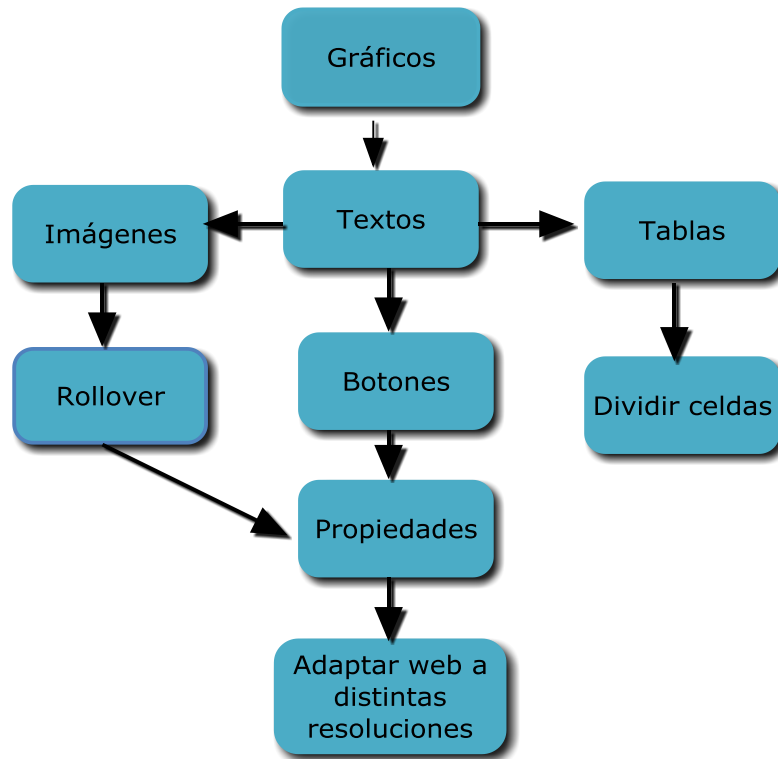 Gráficos
Imágenes
Textos
Tablas
Rollover
Botones
Dividir celdas
Propiedades
Adaptar web a
distintas
resoluciones